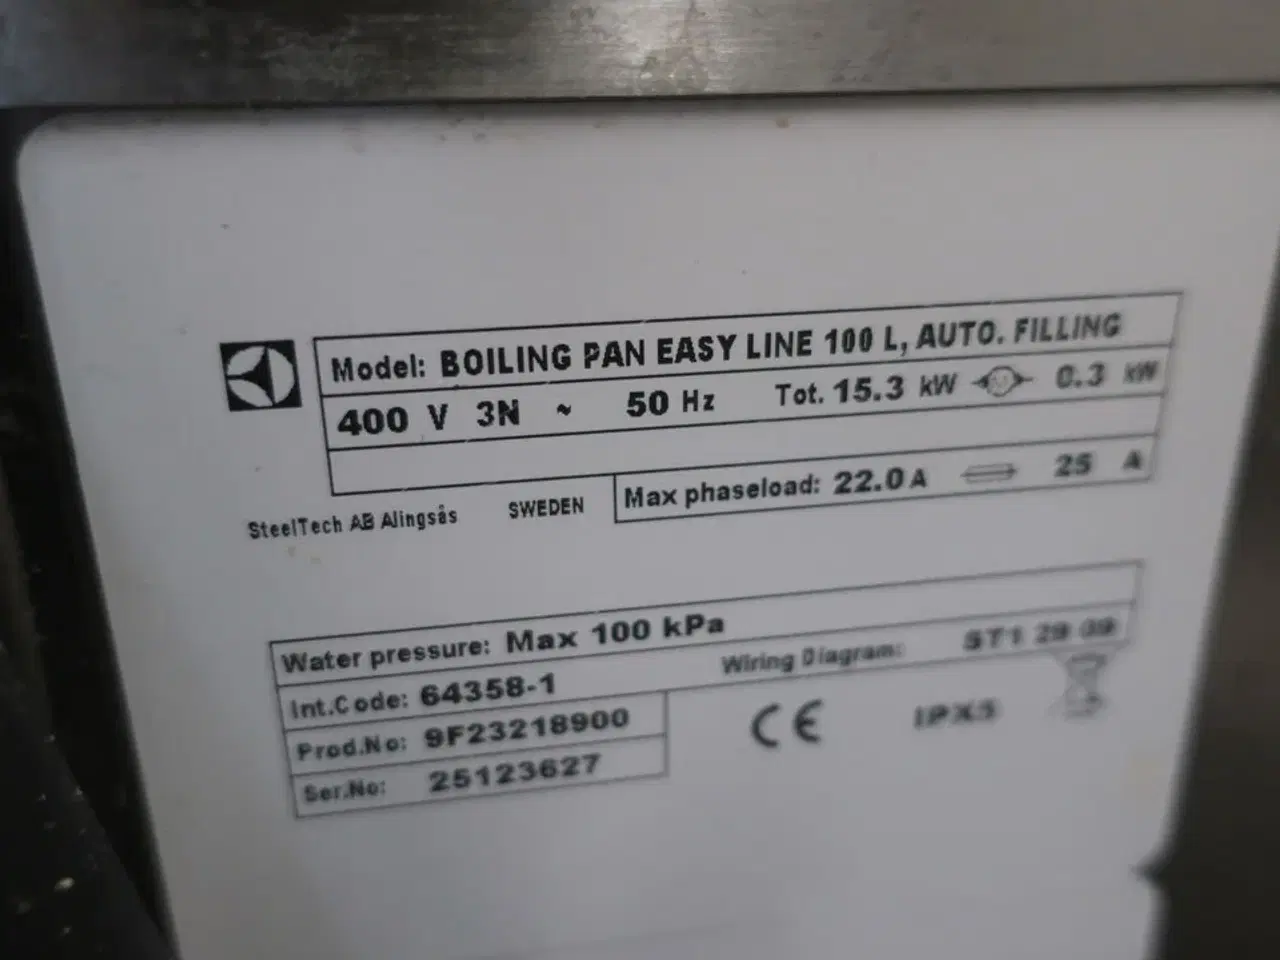 Model: BOILING PAN EASY LINE 100 L, AUTO. FILLING
400 V 3N ~ 50 Hz Tot. 15.3 kW 0.3 kW
Max phaseload: 22.0 A 25 A
SteelTech AB Alingsås SWEDEN
Water pressure: Max 100 kPa
Int.Code: 64358-1 Wiring Diagram: ST1 29 09
Prod.No: 9F23218900
CE IPX5
Ser.No: 25123627